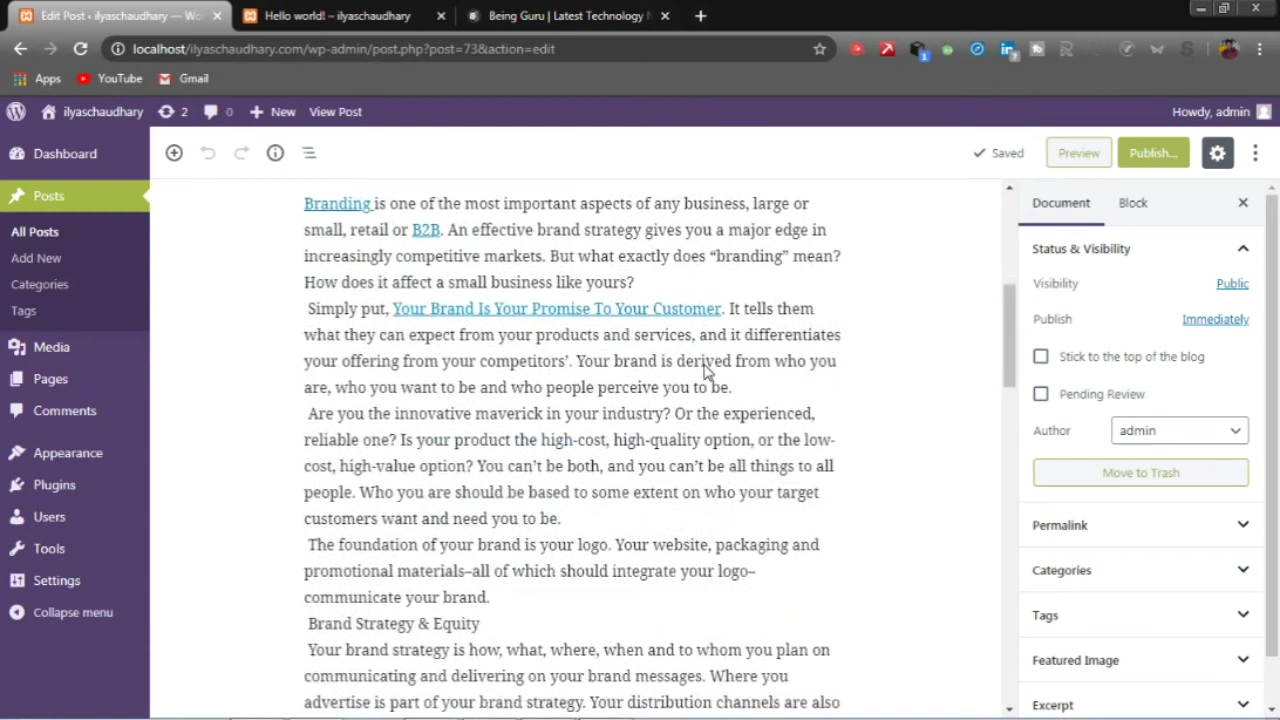 Edit Post ‹ ilyaschaudhary — Wo
Hello world! – ilyaschaudhary
Being Guru | Latest Technology N
localhost/ilyaschaudhary.com/wp-admin/post.php?post=73&action=edit
Apps
YouTube
Gmail
ilyaschaudhary
2
0
New
View Post
Howdy, admin
Dashboard
Posts
All Posts
Add New
Categories
Tags
Media
Pages
Comments
Appearance
Plugins
Users
Tools
Settings
Collapse menu
Saved
Preview
Publish...
Branding is one of the most important aspects of any business, large or
small, retail or B2B. An effective brand strategy gives you a major edge in
increasingly competitive markets. But what exactly does “branding” mean?
How does it affect a small business like yours?
Simply put, Your Brand Is Your Promise To Your Customer. It tells them
what they can expect from your products and services, and it differentiates
your offering from your competitors’. Your brand is derived from who you
are, who you want to be and who people perceive you to be.
Are you the innovative maverick in your industry? Or the experienced,
reliable one? Is your product the high-cost, high-quality option, or the low-
cost, high-value option? You can’t be both, and you can’t be all things to all
people. Who you are should be based to some extent on who your target
customers want and need you to be.
The foundation of your brand is your logo. Your website, packaging and
promotional materials–all of which should integrate your logo–
communicate your brand.
Brand Strategy & Equity
Your brand strategy is how, what, where, when and to whom you plan on
communicating and delivering on your brand messages. Where you
advertise is part of your brand strategy. Your distribution channels are also
Document
Block
Status & Visibility
Visibility
Public
Publish
Immediately
Stick to the top of the blog
Pending Review
Author
admin
Move to Trash
Permalink
Categories
Tags
Featured Image
Excerpt